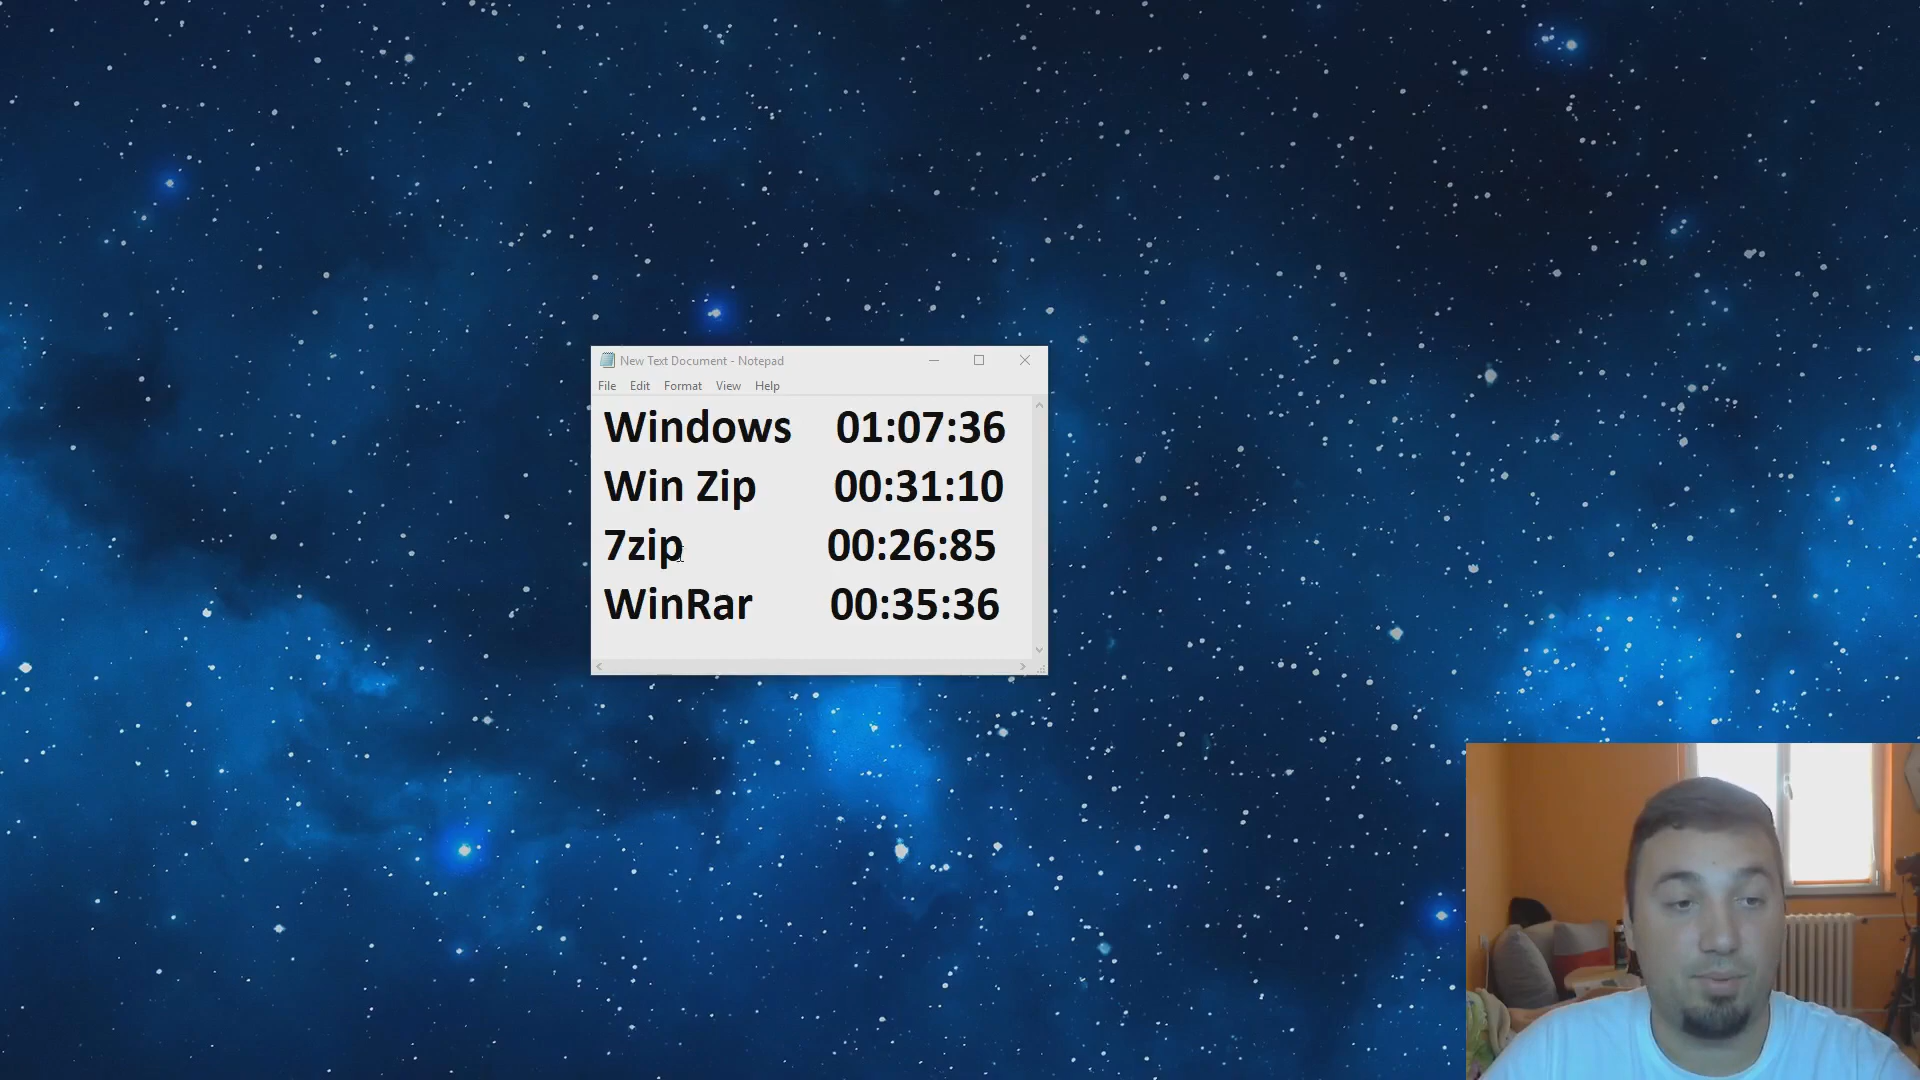 New Text Document - Notepad
File Edit Format View Help
Windows 01:07:36
Win Zip 00:31:10
7zip 00:26:85
WinRar 00:35:36